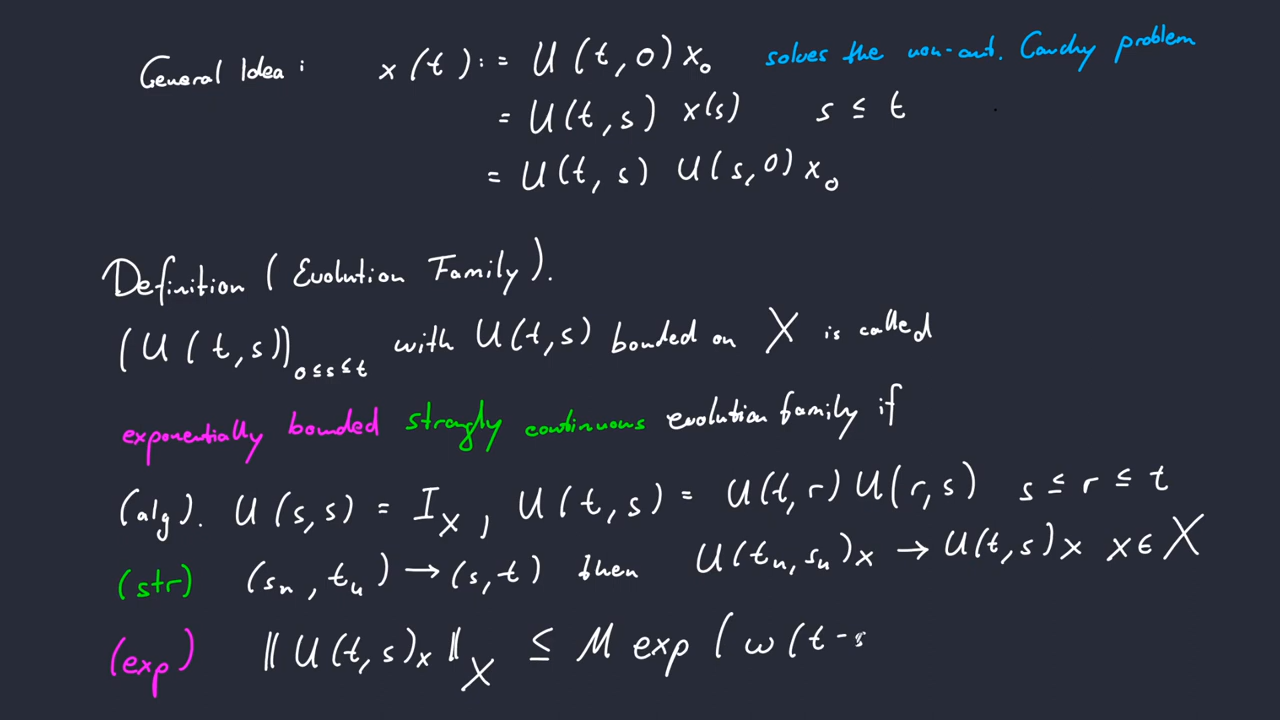 General Idea: x(t) := U(t,0)x₀ solves the non-aut. Cauchy problem
= U(t,s) x(s) s ≤ t
= U(t,s) U(s,0)x₀
Definition (Evolution Family).
(U(t,s))₀≤s≤t with U(t,s) bonded on X is called
exponentially bounded strongly continuous evolution family if
(alg). U(s,s) = I_X, U(t,s) = U(t,r)U(r,s) s ≤ r ≤ t
(str) (sₙ,tₙ) → (s,t) then U(tₙ,sₙ)x → U(t,s)x x ∈ X
(exp) ‖U(t,s)x‖_X ≤ M exp(ω(t-s